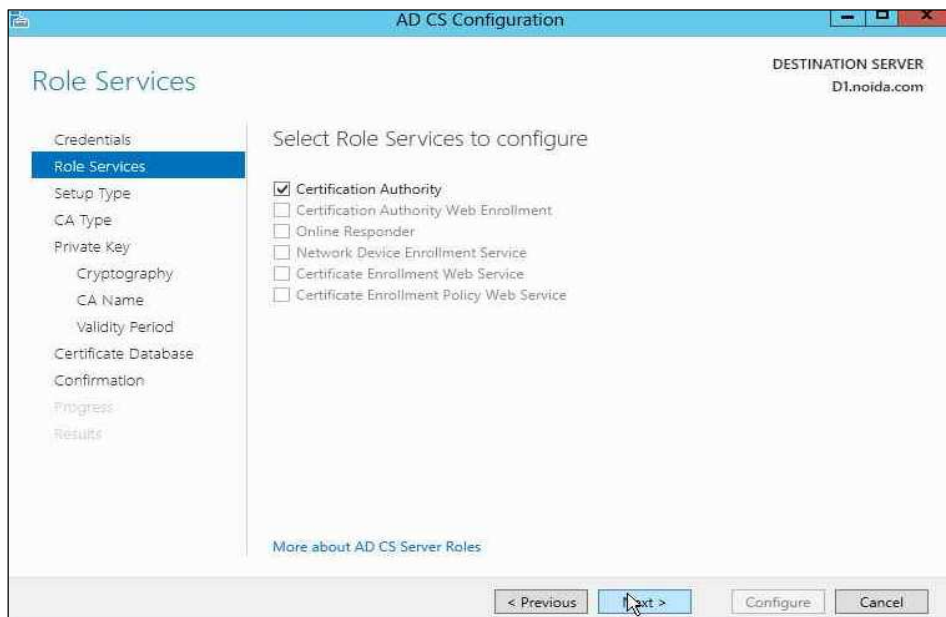 AD CS Configuration
Role Services
DESTINATION SERVER
D1.noida.com
Credentials
Role Services
Setup Type
CA Type
Private Key
Cryptography
CA Name
Validity Period
Certificate Database
Confirmation
Progress
Results
Select Role Services to configure
Certification Authority
Certification Authority Web Enrollment
Online Responder
Network Device Enrollment Service
Certificate Enrollment Web Service
Certificate Enrollment Policy Web Service
More about AD CS Server Roles
< Previous
Next >
Configure
Cancel